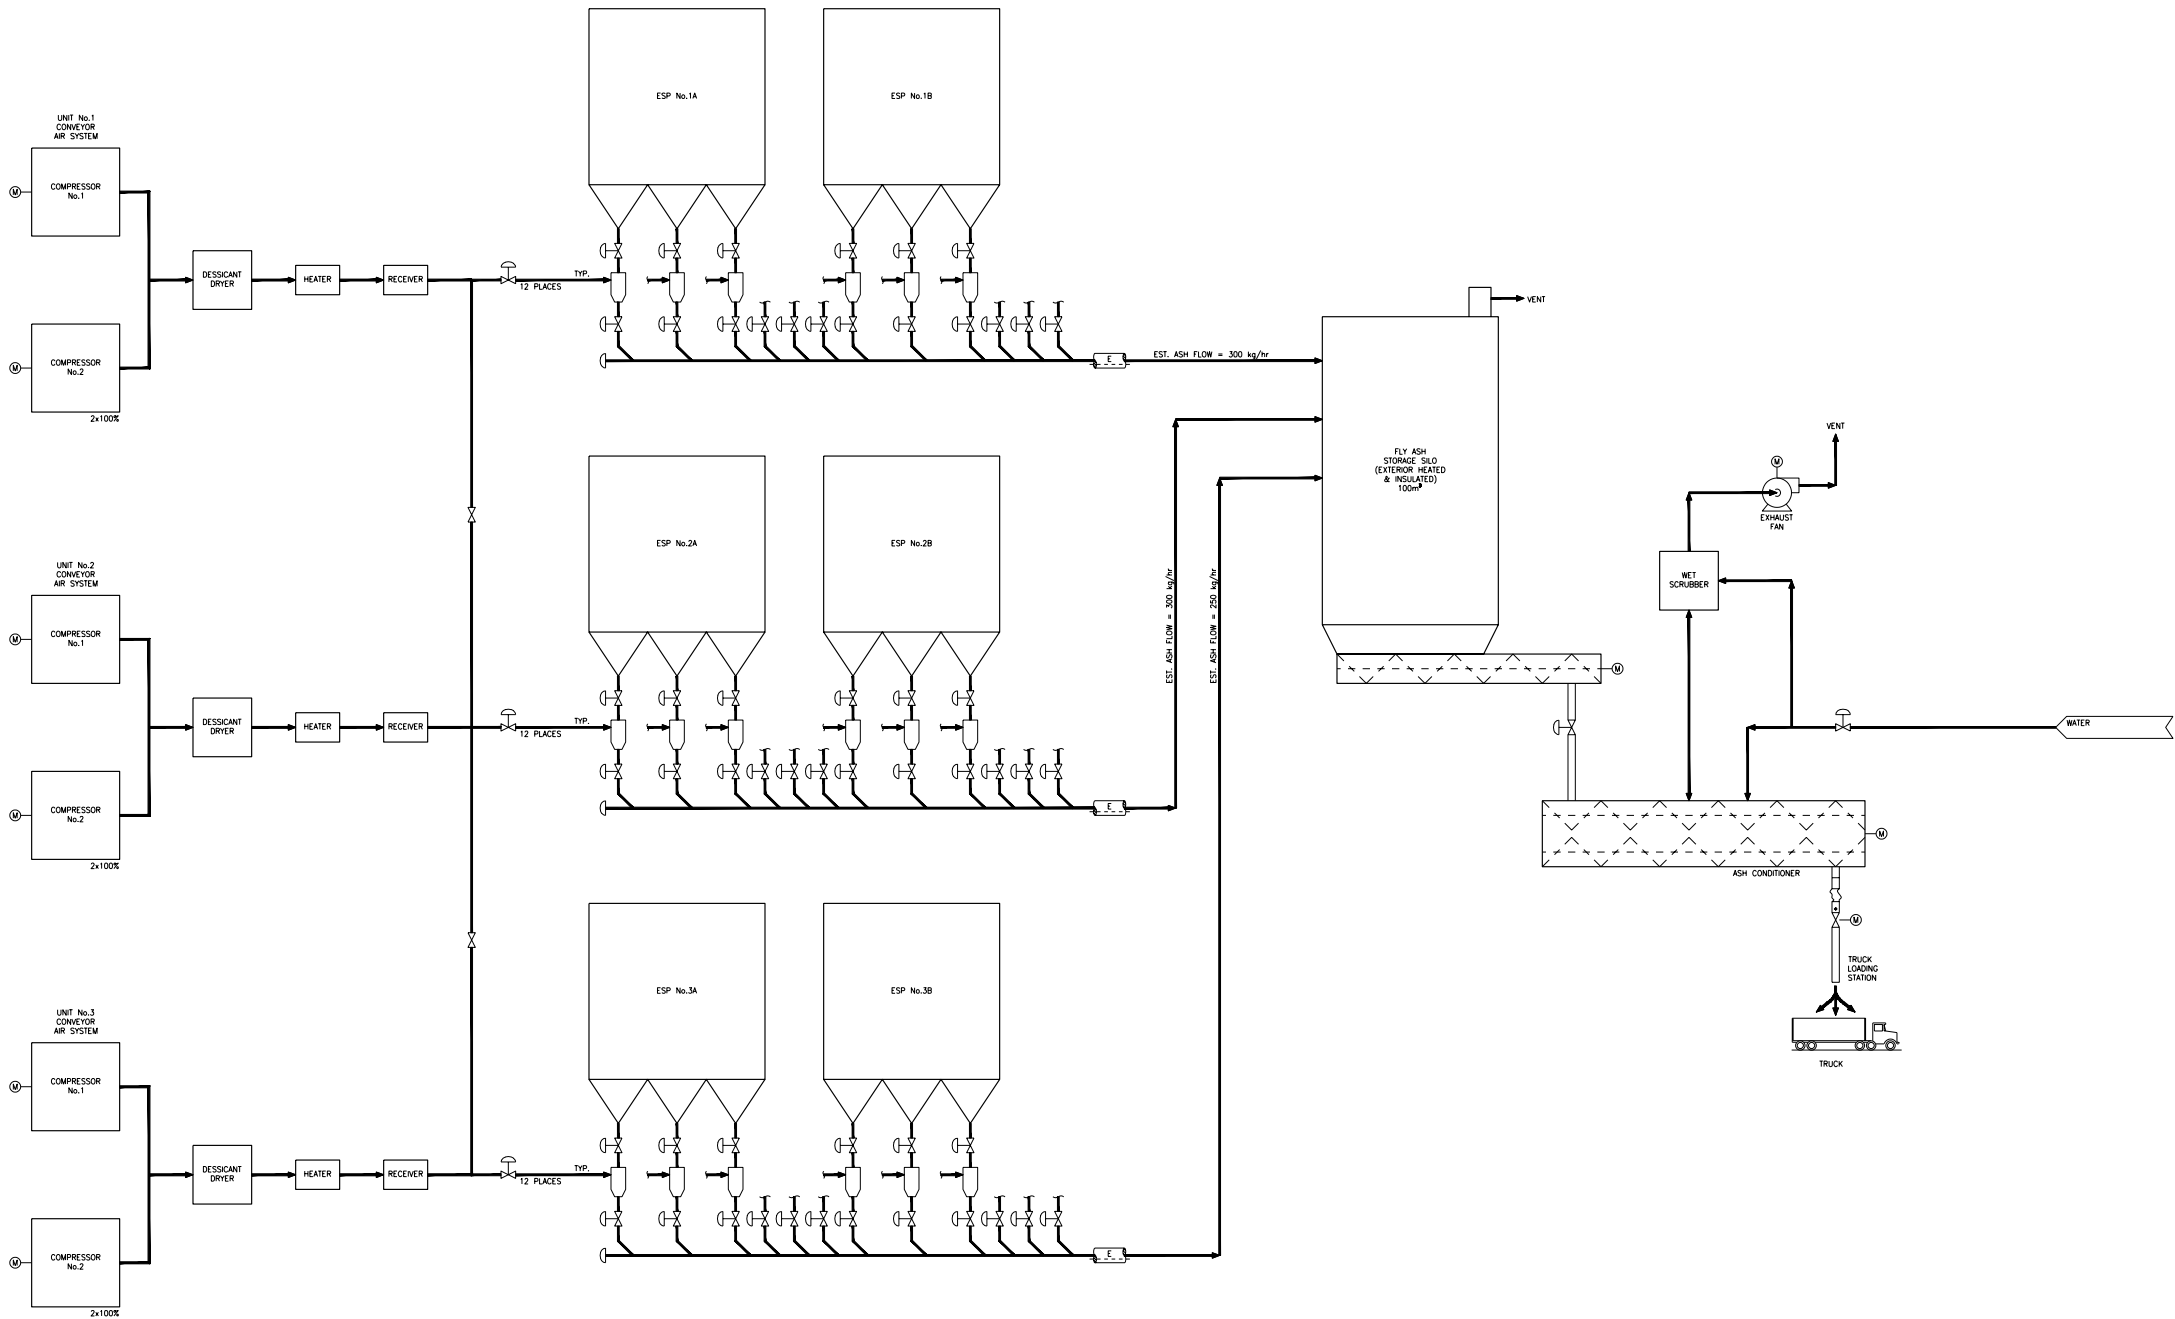 ESP No.1A
ESP No.1B
UNIT No.1
CONVEYOR
AIR SYSTEM
M
COMPRESSOR
No.1
DESSICANT
DRYER
HEATER
RECEIVER
TYP.
12 PLACES
M
COMPRESSOR
No.2
2x100%
E
EST. ASH FLOW = 300 kg/hr
VENT
FLY ASH
STORAGE SILO
(EXTERIOR HEATED
& INSULATED)
100m³
VENT
M
EXHAUST
FAN
ESP No.2A
ESP No.2B
UNIT No.2
CONVEYOR
AIR SYSTEM
M
COMPRESSOR
No.1
DESSICANT
DRYER
HEATER
RECEIVER
TYP.
12 PLACES
M
COMPRESSOR
No.2
2x100%
E
EST. ASH FLOW = 300 kg/hr
EST. ASH FLOW = 250 kg/hr
WET
SCRUBBER
M
WATER
M
ASH CONDITIONER
M
TRUCK
LOADING
STATION
TRUCK
ESP No.3A
ESP No.3B
UNIT No.3
CONVEYOR
AIR SYSTEM
M
COMPRESSOR
No.1
DESSICANT
DRYER
HEATER
RECEIVER
TYP.
12 PLACES
M
COMPRESSOR
No.2
2x100%
E